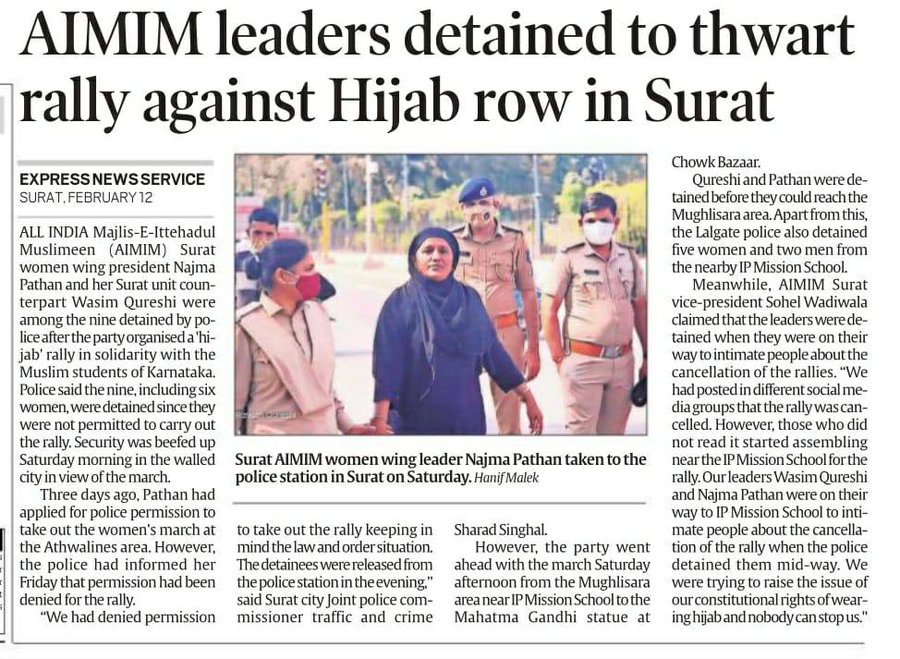 AIMIM leaders detained to thwart
rally against Hijab row in Surat
EXPRESS NEWS SERVICE
SURAT, FEBRUARY 12
ALL INDIA Majlis-E-Ittehadul
Muslimeen (AIMIM) Surat
women wing president Najma
Pathan and her Surat unit coun-
terpart Wasim Qureshi were
among the nine detained by po-
lice after the party organised a ‘hi-
jab’ rally in solidarity with the
Muslim students of Karnataka.
Police said the nine, including six
women, were detained since they
were not permitted to carry out
the rally. Security was beefed up
Saturday morning in the walled
city in view of the march.
Three days ago, Pathan had
applied for police permission to
take out the women's march at
the Athwalines area. However,
the police had informed her
Friday that permission had been
denied for the rally.
“We had denied permission
Surat AIMIM women wing leader Najma Pathan taken to the
police station in Surat on Saturday. Hanif Malek
to take out the rally keeping in
mind the law and order situation.
The detainees were released from
the police station in the evening,”
said Surat city Joint police com-
missioner traffic and crime
Sharad Singhal.
However, the party went
ahead with the march Saturday
afternoon from the Mughlisara
area near IP Mission School to the
Mahatma Gandhi statue at
Chowk Bazaar.
Qureshi and Pathan were de-
tained before they could reach the
Mughlisara area. Apart from this,
the Lalgate police also detained
five women and two men from
the nearby IP Mission School.
Meanwhile, AIMIM Surat
vice-president Sohel Wadiwala
claimed that the leaders were de-
tained when they were on their
way to intimate people about the
cancellation of the rallies. “We
had posted in different social me-
dia groups that the rally was can-
celled. However, those who did
not read it started assembling
near the IP Mission School for the
rally. Our leaders Wasim Qureshi
and Najma Pathan were on their
way to IP Mission School to inti-
mate people about the cancella-
tion of the rally when the police
detained them mid-way. We
were trying to raise the issue of
our constitutional rights of wear-
ing hijab and nobody can stop us."